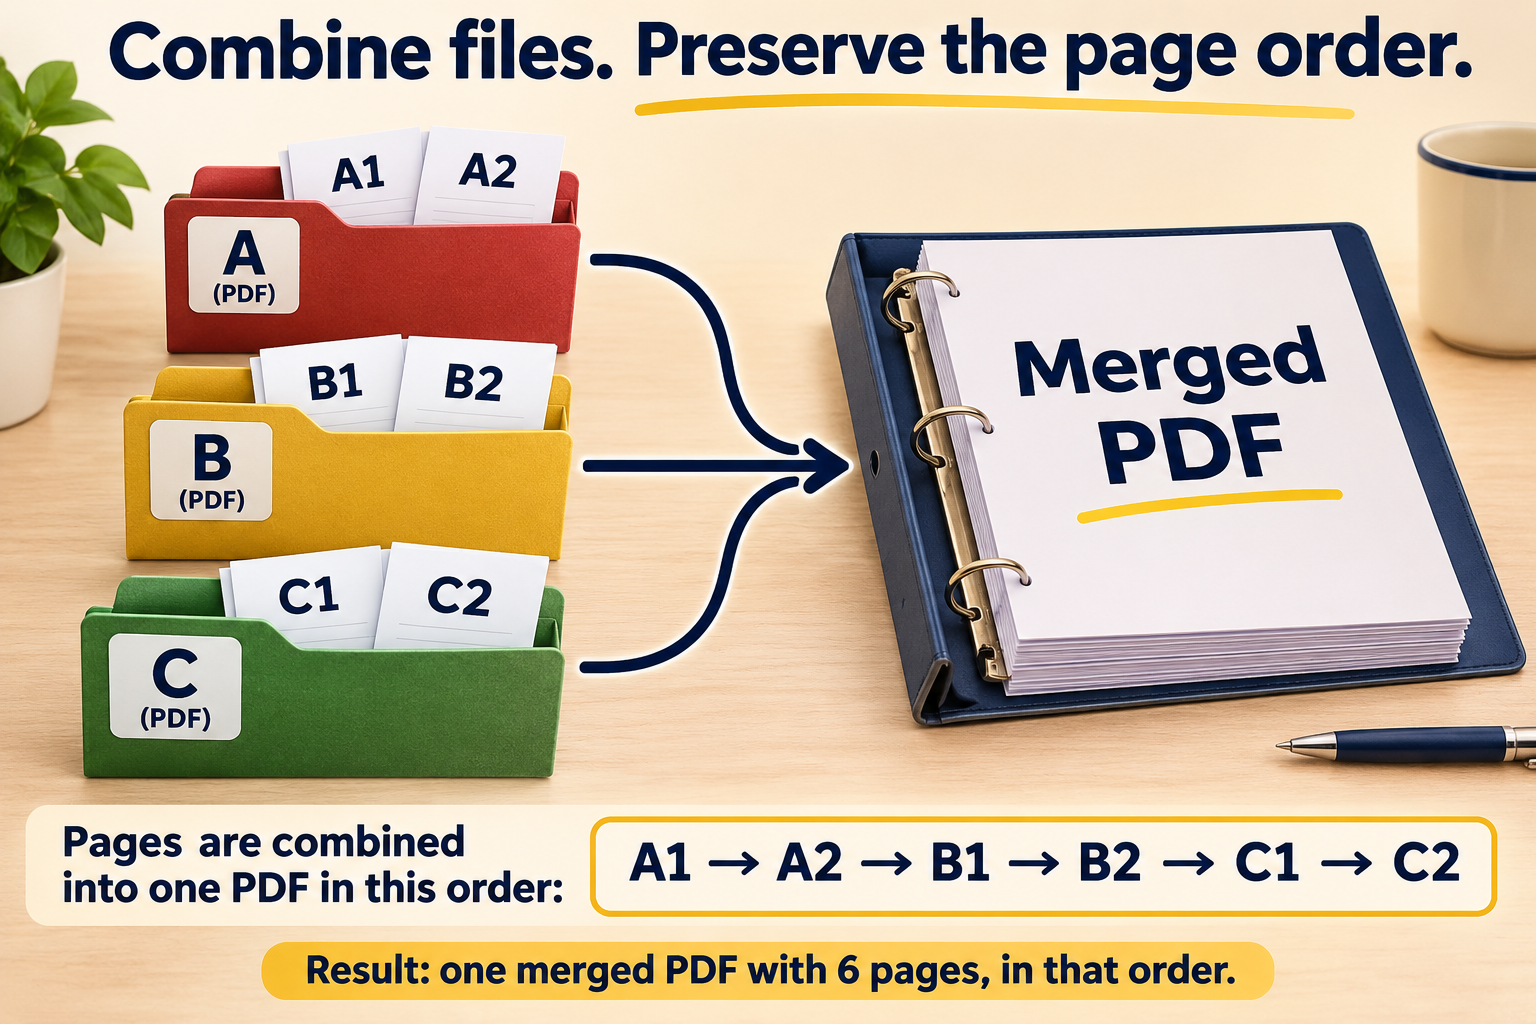 Combine files. Preserve the page order.
A1
A2
A
(PDF)
B1
B2
B
(PDF)
C1
C2
C
(PDF)
Merged
PDF
Pages are combined
into one PDF in this order:
A1 → A2 → B1 → B2 → C1 → C2
Result: one merged PDF with 6 pages, in that order.